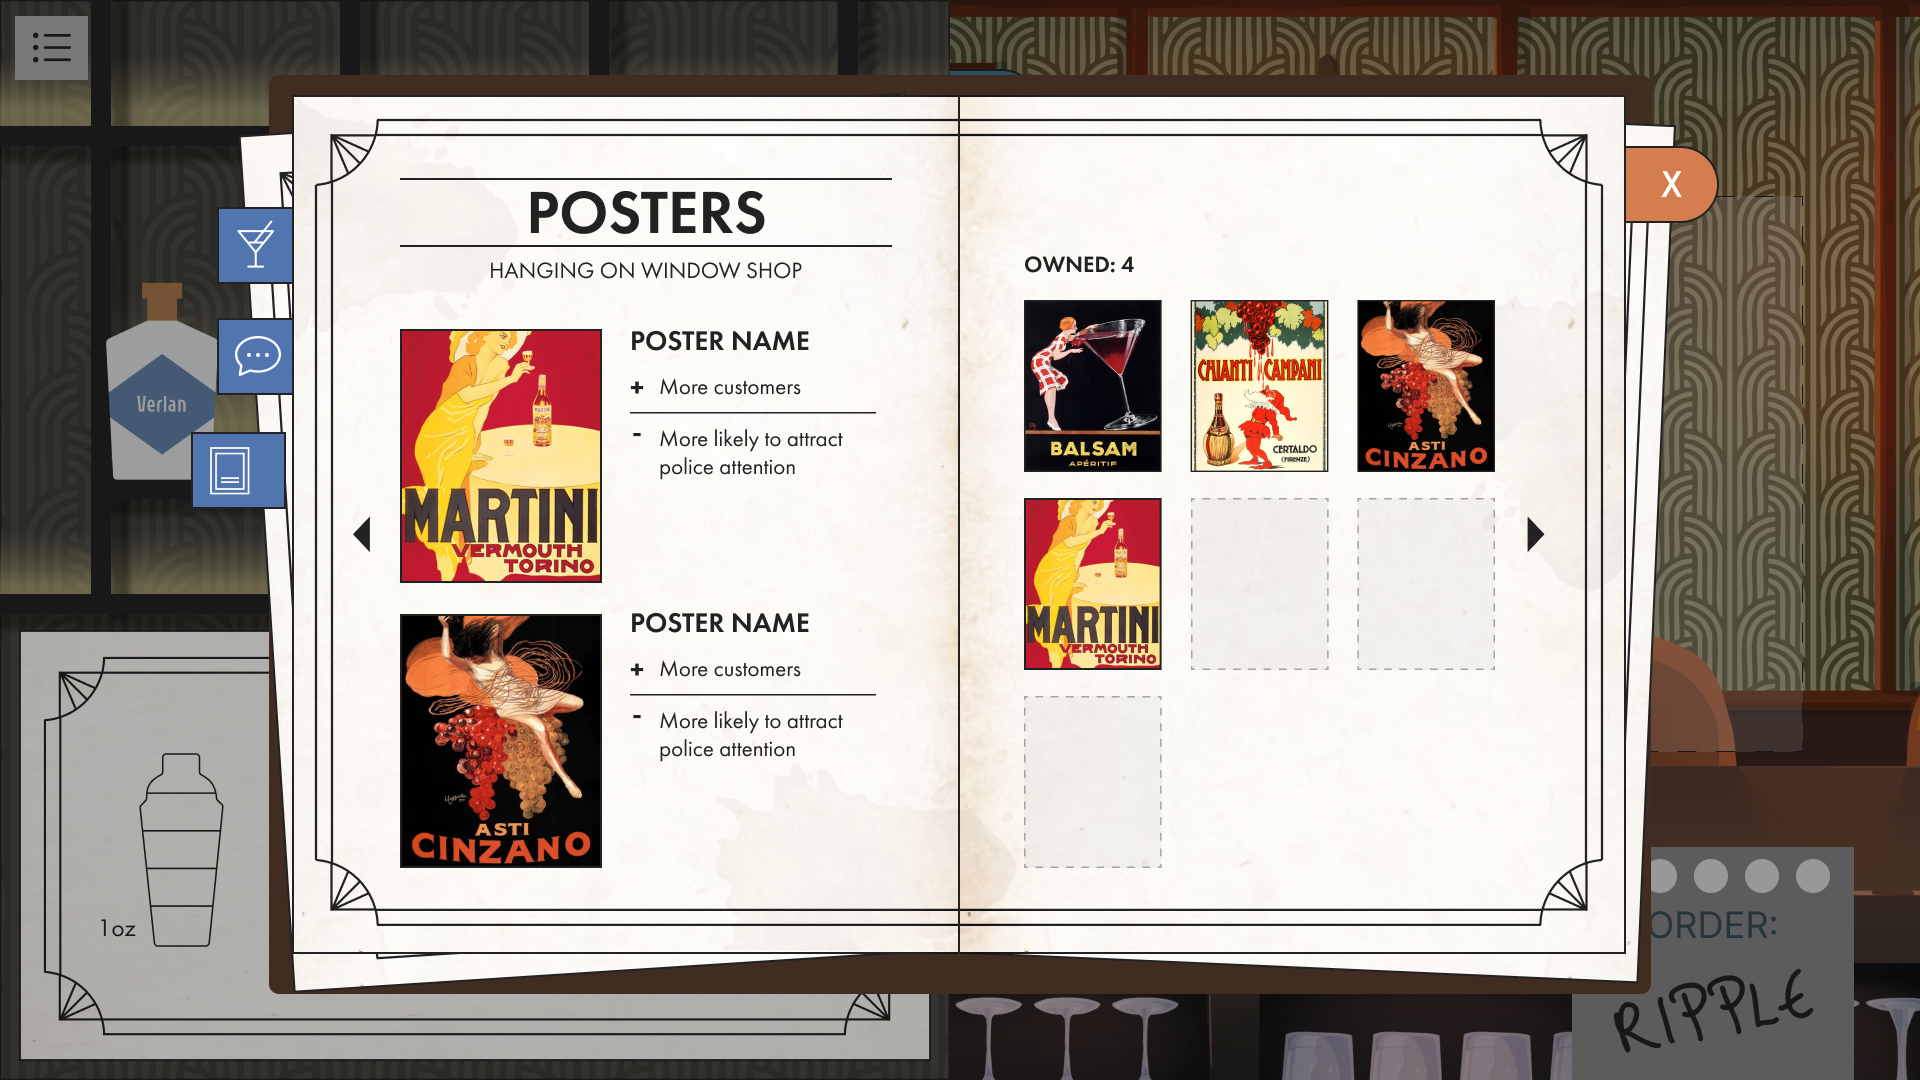 POSTERS
HANGING ON WINDOW SHOP
MARTINI
VERMOUTH
TORINO
POSTER NAME
+ More customers
- More likely to attract
police attention
ASTI
CINZANO
POSTER NAME
+ More customers
- More likely to attract
police attention
OWNED: 4
BALSAM
APÉRITIF
CHIANTI CAMPANI
CERTALDO
(FIRENZE)
ASTI
CINZANO
MARTINI
VERMOUTH
TORINO
X
Verlan
1oz
ORDER:
RIPPLE